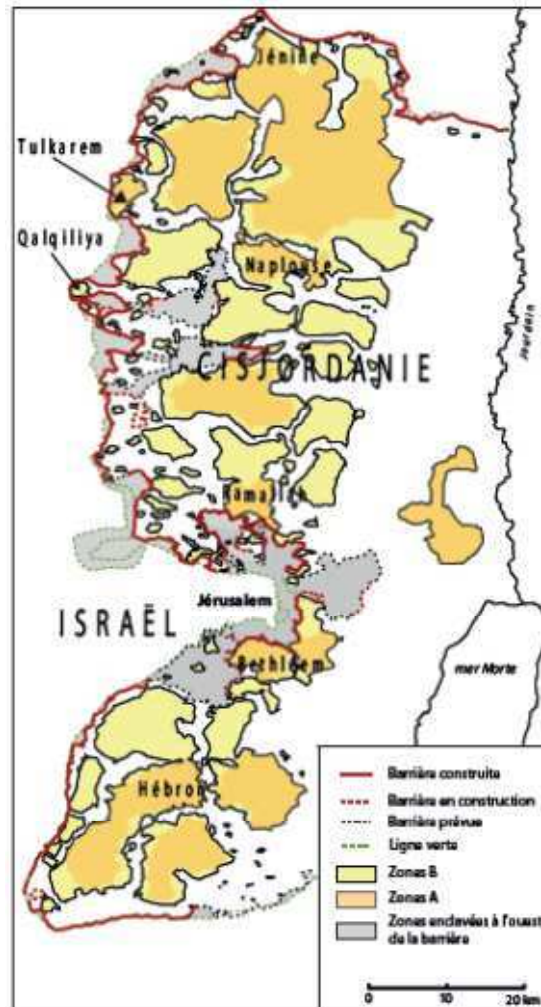 Jénine
Tulkarem
Qalqiliya
Naplouse
Jourdain
CISJORDANIE
Ramallah
Jérusalem
ISRAËL
Bethléem
mer Morte
Hébron
Barrière construite
Barrière en construction
Barrière prévue
Ligne verte
Zones B
Zones A
Zones enclavées à l'ouest
de la barrière
0 10 20 km